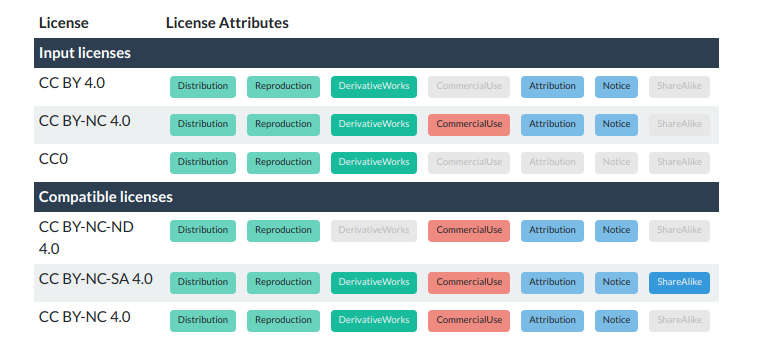 License License Attributes
Input licenses
CC BY 4.0 Distribution Reproduction DerivativeWorks CommercialUse Attribution Notice ShareAlike
CC BY-NC 4.0 Distribution Reproduction DerivativeWorks CommercialUse Attribution Notice ShareAlike
CC0 Distribution Reproduction DerivativeWorks CommercialUse Attribution Notice ShareAlike
Compatible licenses
CC BY-NC-ND Distribution Reproduction DerivativeWorks CommercialUse Attribution Notice ShareAlike
4.0
CC BY-NC-SA 4.0 Distribution Reproduction DerivativeWorks CommercialUse Attribution Notice ShareAlike
CC BY-NC 4.0 Distribution Reproduction DerivativeWorks CommercialUse Attribution Notice ShareAlike